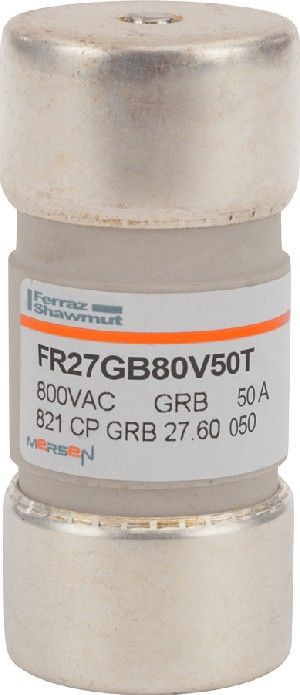 Ferraz
Shawmut
FR27GB80V50T
800VAC GRB 50 A
821 CP GRB 27.60 050
MERSEN